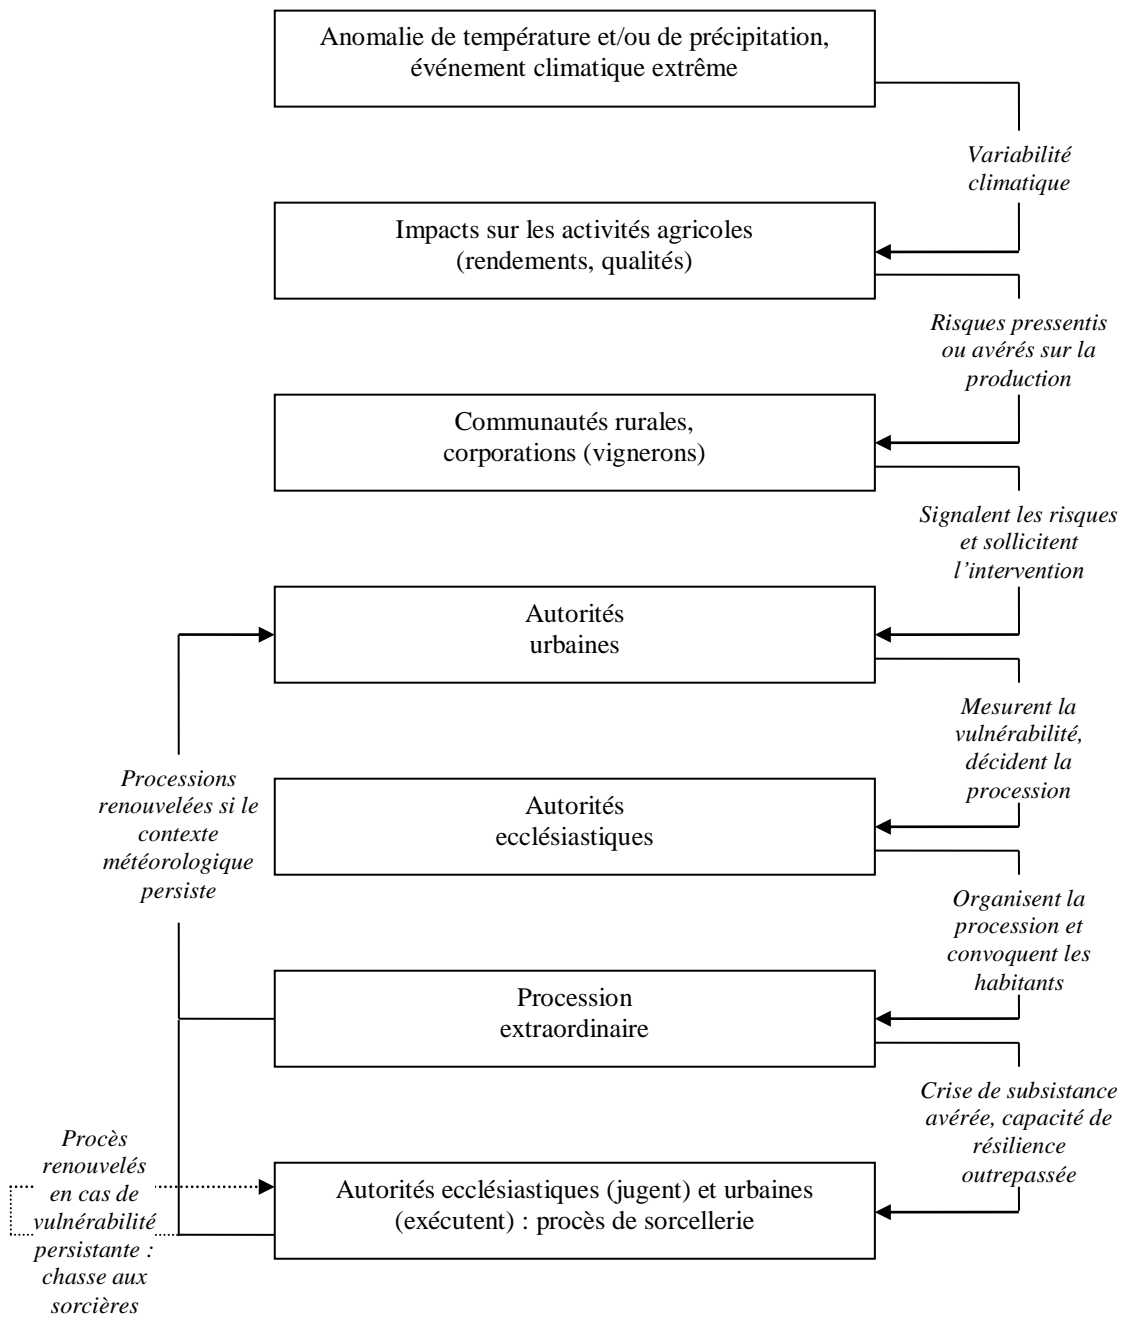 Anomalie de température et/ou de précipitation,
événement climatique extrême
Variabilité
climatique
Impacts sur les activités agricoles
(rendements, qualités)
Risques pressentis
ou avérés sur la
production
Communautés rurales,
corporations (vignerons)
Signalent les risques
et sollicitent
l’intervention
Autorités
urbaines
Mesurent la
vulnérabilité,
décident la
procession
Processions
renouvelées si le
contexte
météorologique
persiste
Autorités
ecclésiastiques
Organisent la
procession et
convoquent les
habitants
Procession
extraordinaire
Crise de subsistance
avérée, capacité de
résilience
outrepassée
Procès
renouvelés
en cas de
vulnérabilité
persistante :
chasse aux
sorcières
Autorités ecclésiastiques (jugent) et urbaines
(exécutent) : procès de sorcellerie